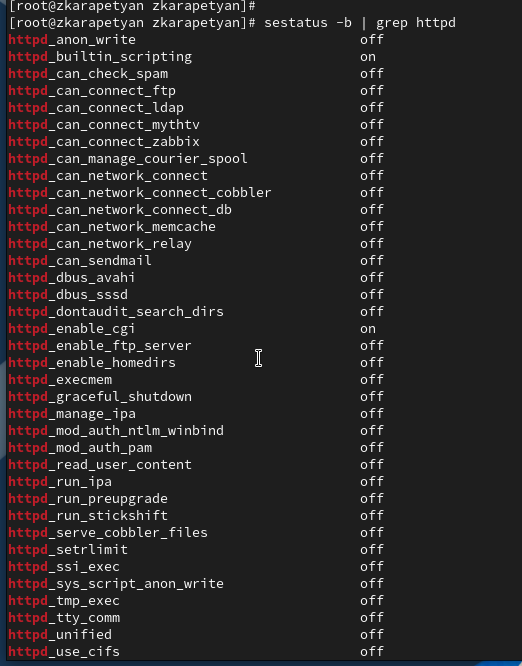 [root@zkarapetyan zkarapetyan]#
[root@zkarapetyan zkarapetyan]# sestatus -b | grep httpd
httpd_anon_write off
httpd_builtin_scripting on
httpd_can_check_spam off
httpd_can_connect_ftp off
httpd_can_connect_ldap off
httpd_can_connect_mythtv off
httpd_can_connect_zabbix off
httpd_can_manage_courier_spool off
httpd_can_network_connect off
httpd_can_network_connect_cobbler off
httpd_can_network_connect_db off
httpd_can_network_memcache off
httpd_can_network_relay off
httpd_can_sendmail off
httpd_dbus_avahi off
httpd_dbus_sssd off
httpd_dontaudit_search_dirs off
httpd_enable_cgi on
httpd_enable_ftp_server off
httpd_enable_homedirs off
httpd_execmem off
httpd_graceful_shutdown off
httpd_manage_ipa off
httpd_mod_auth_ntlm_winbind off
httpd_mod_auth_pam off
httpd_read_user_content off
httpd_run_ipa off
httpd_run_preupgrade off
httpd_run_stickshift off
httpd_serve_cobbler_files off
httpd_setrlimit off
httpd_ssi_exec off
httpd_sys_script_anon_write off
httpd_tmp_exec off
httpd_tty_comm off
httpd_unified off
httpd_use_cifs off